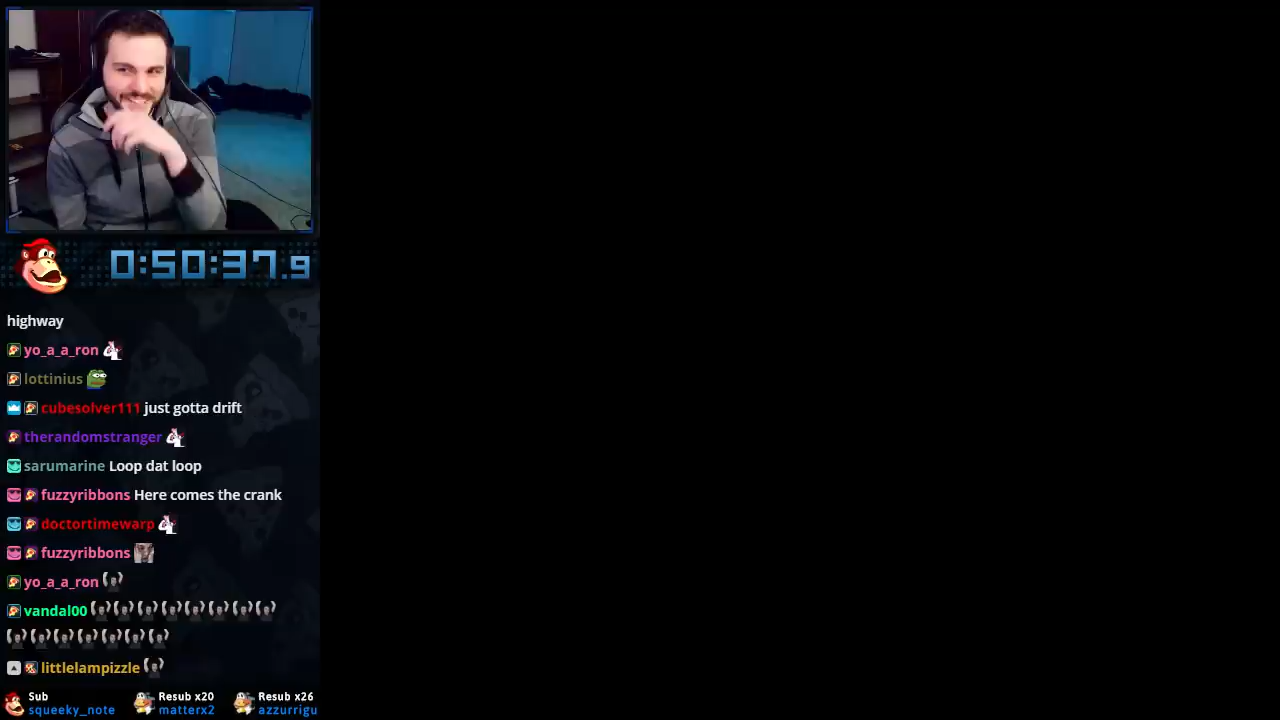 0:50:37.9
highway
yo_a_a_ron
lottinius
cubesolver111 just gotta drift
therandomstranger
sarumarine Loop dat loop
fuzzyribbons Here comes the crank
doctortimewarp
fuzzyribbons
yo_a_a_ron
vandal00
littlelampizzle
Sub Resub x20 Resub x26
squeeky_note matterx2 azzurrigu